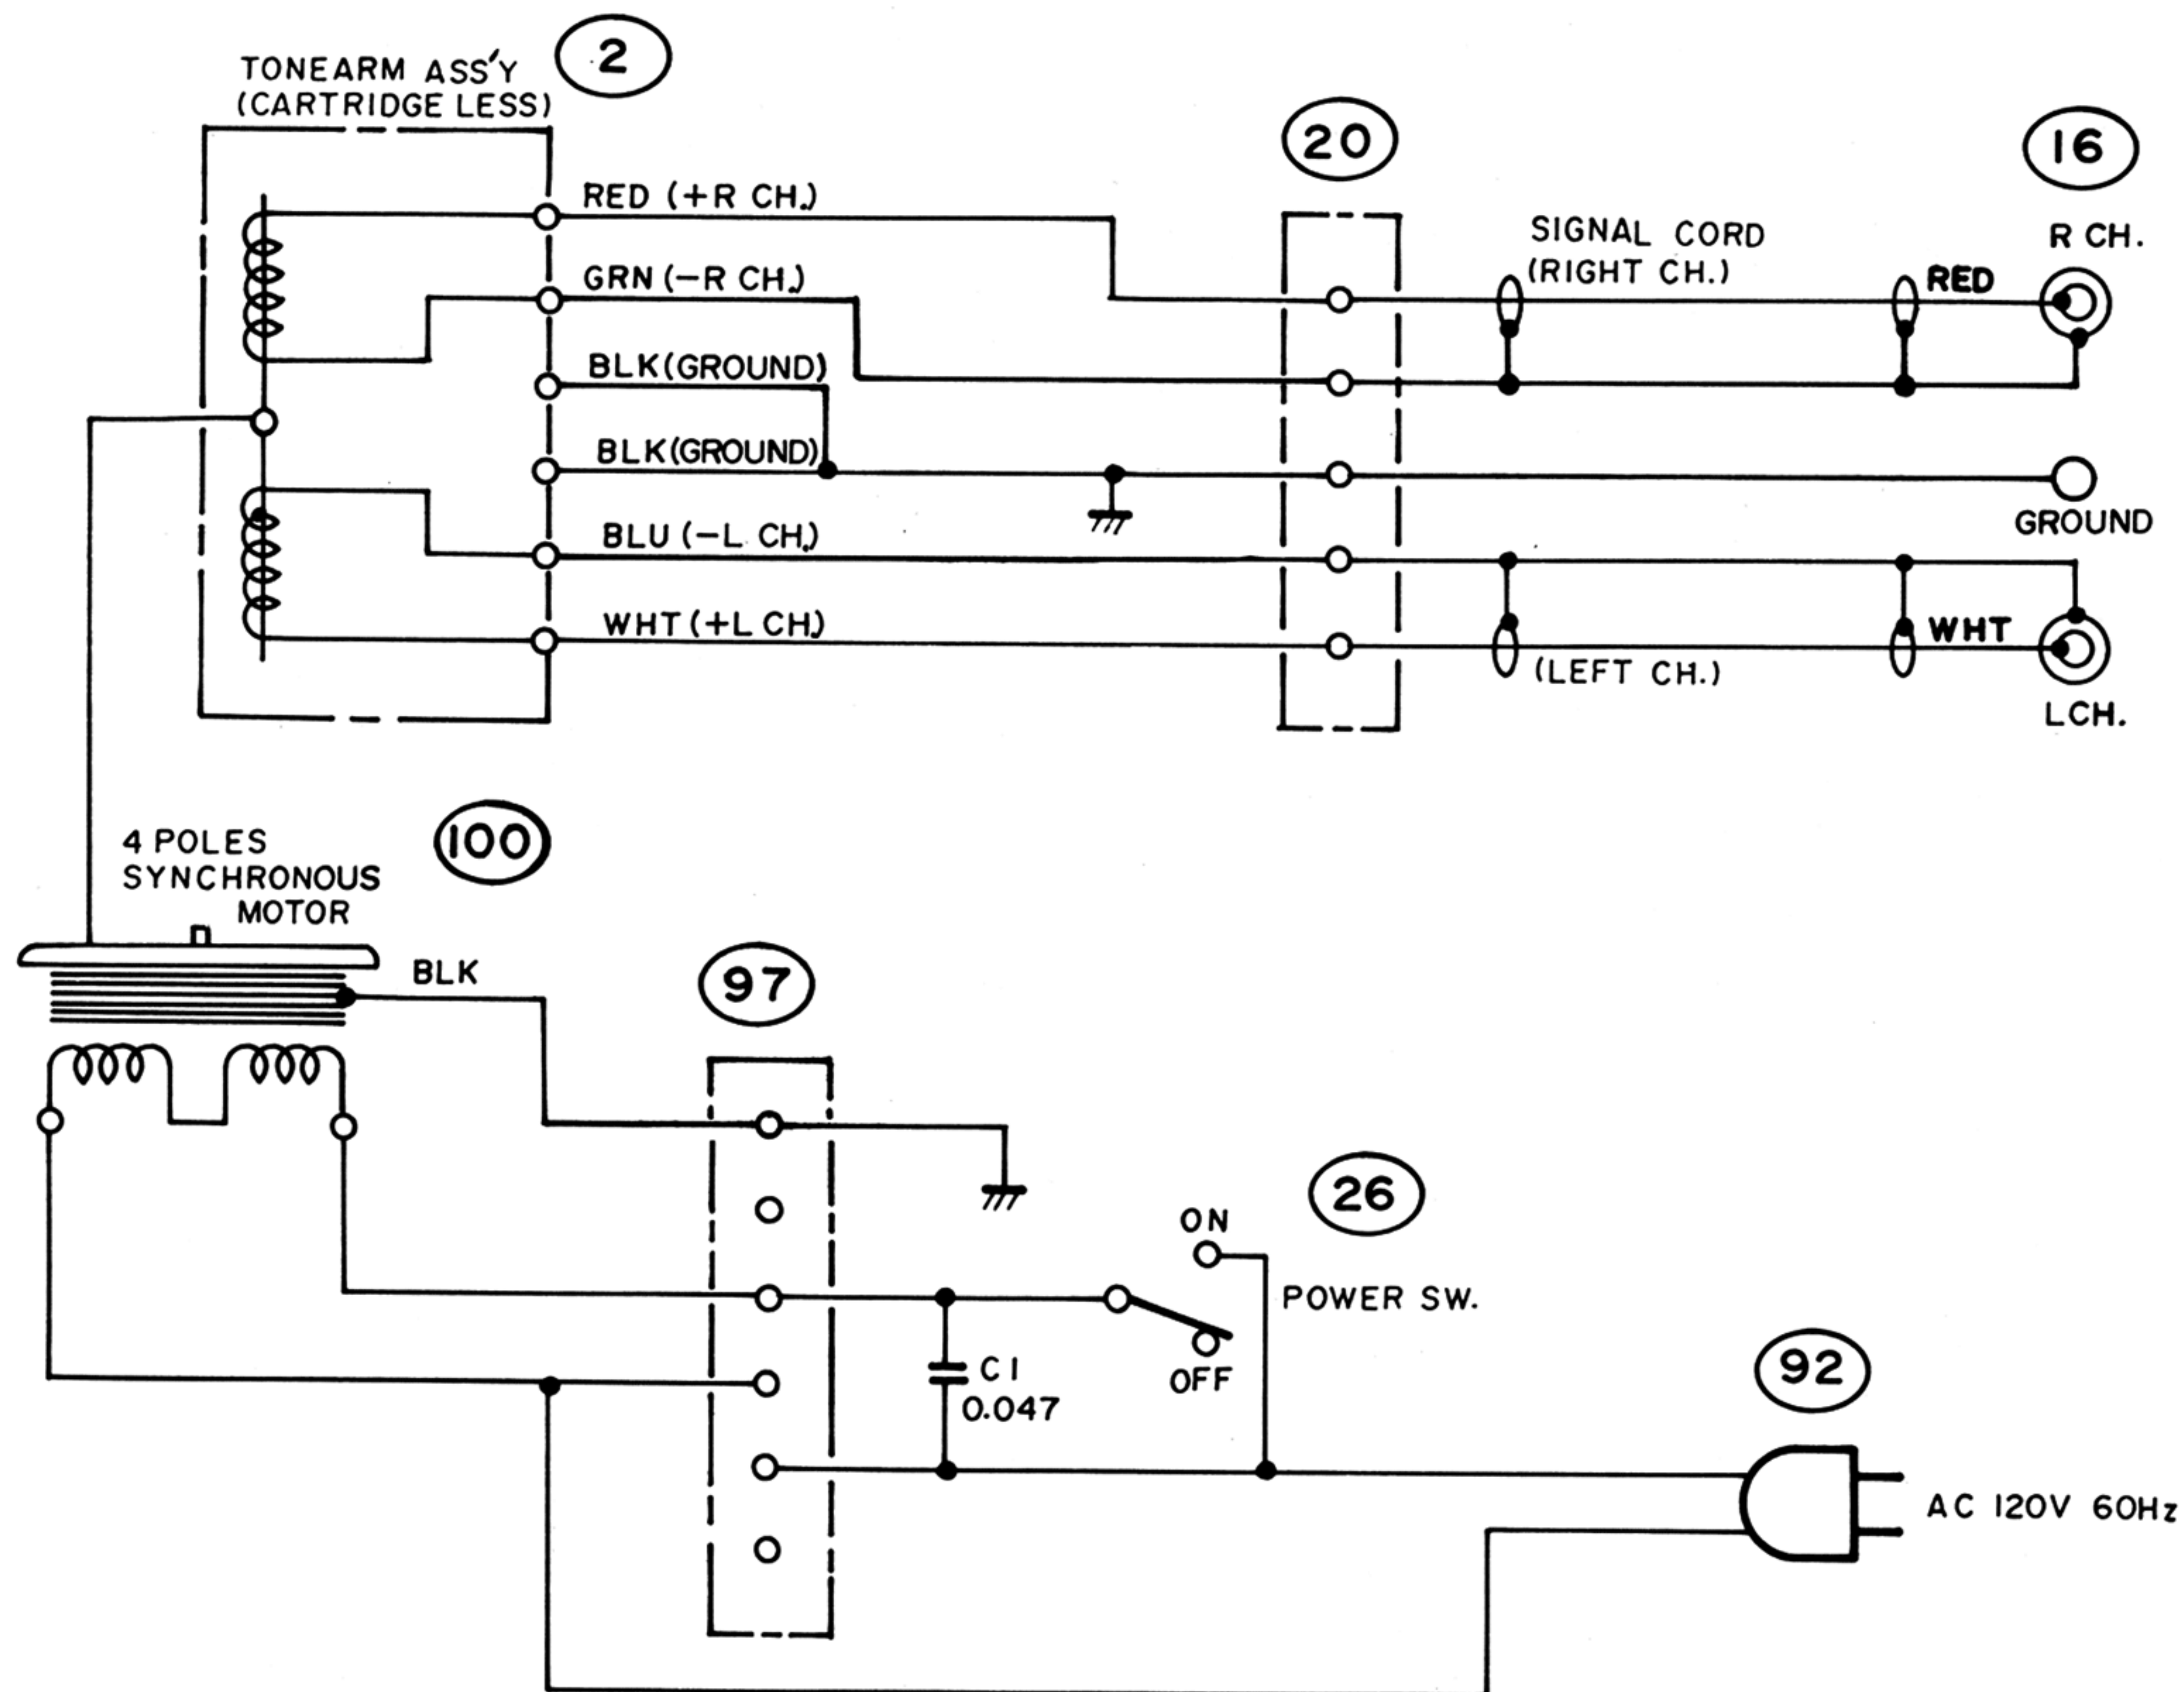 2
TONEARM ASS'Y
(CARTRIDGE LESS)
20
16
RED (+R CH.)
SIGNAL CORD
(RIGHT CH.)
R CH.
GRN (-R CH.)
RED
BLK (GROUND)
BLK (GROUND)
GROUND
BLU (-L CH.)
WHT (+L CH.)
WHT
(LEFT CH.)
L CH.
100
4 POLES
SYNCHRONOUS
MOTOR
BLK
97
26
ON
POWER SW.
OFF
C1
0.047
92
AC 120V 60Hz